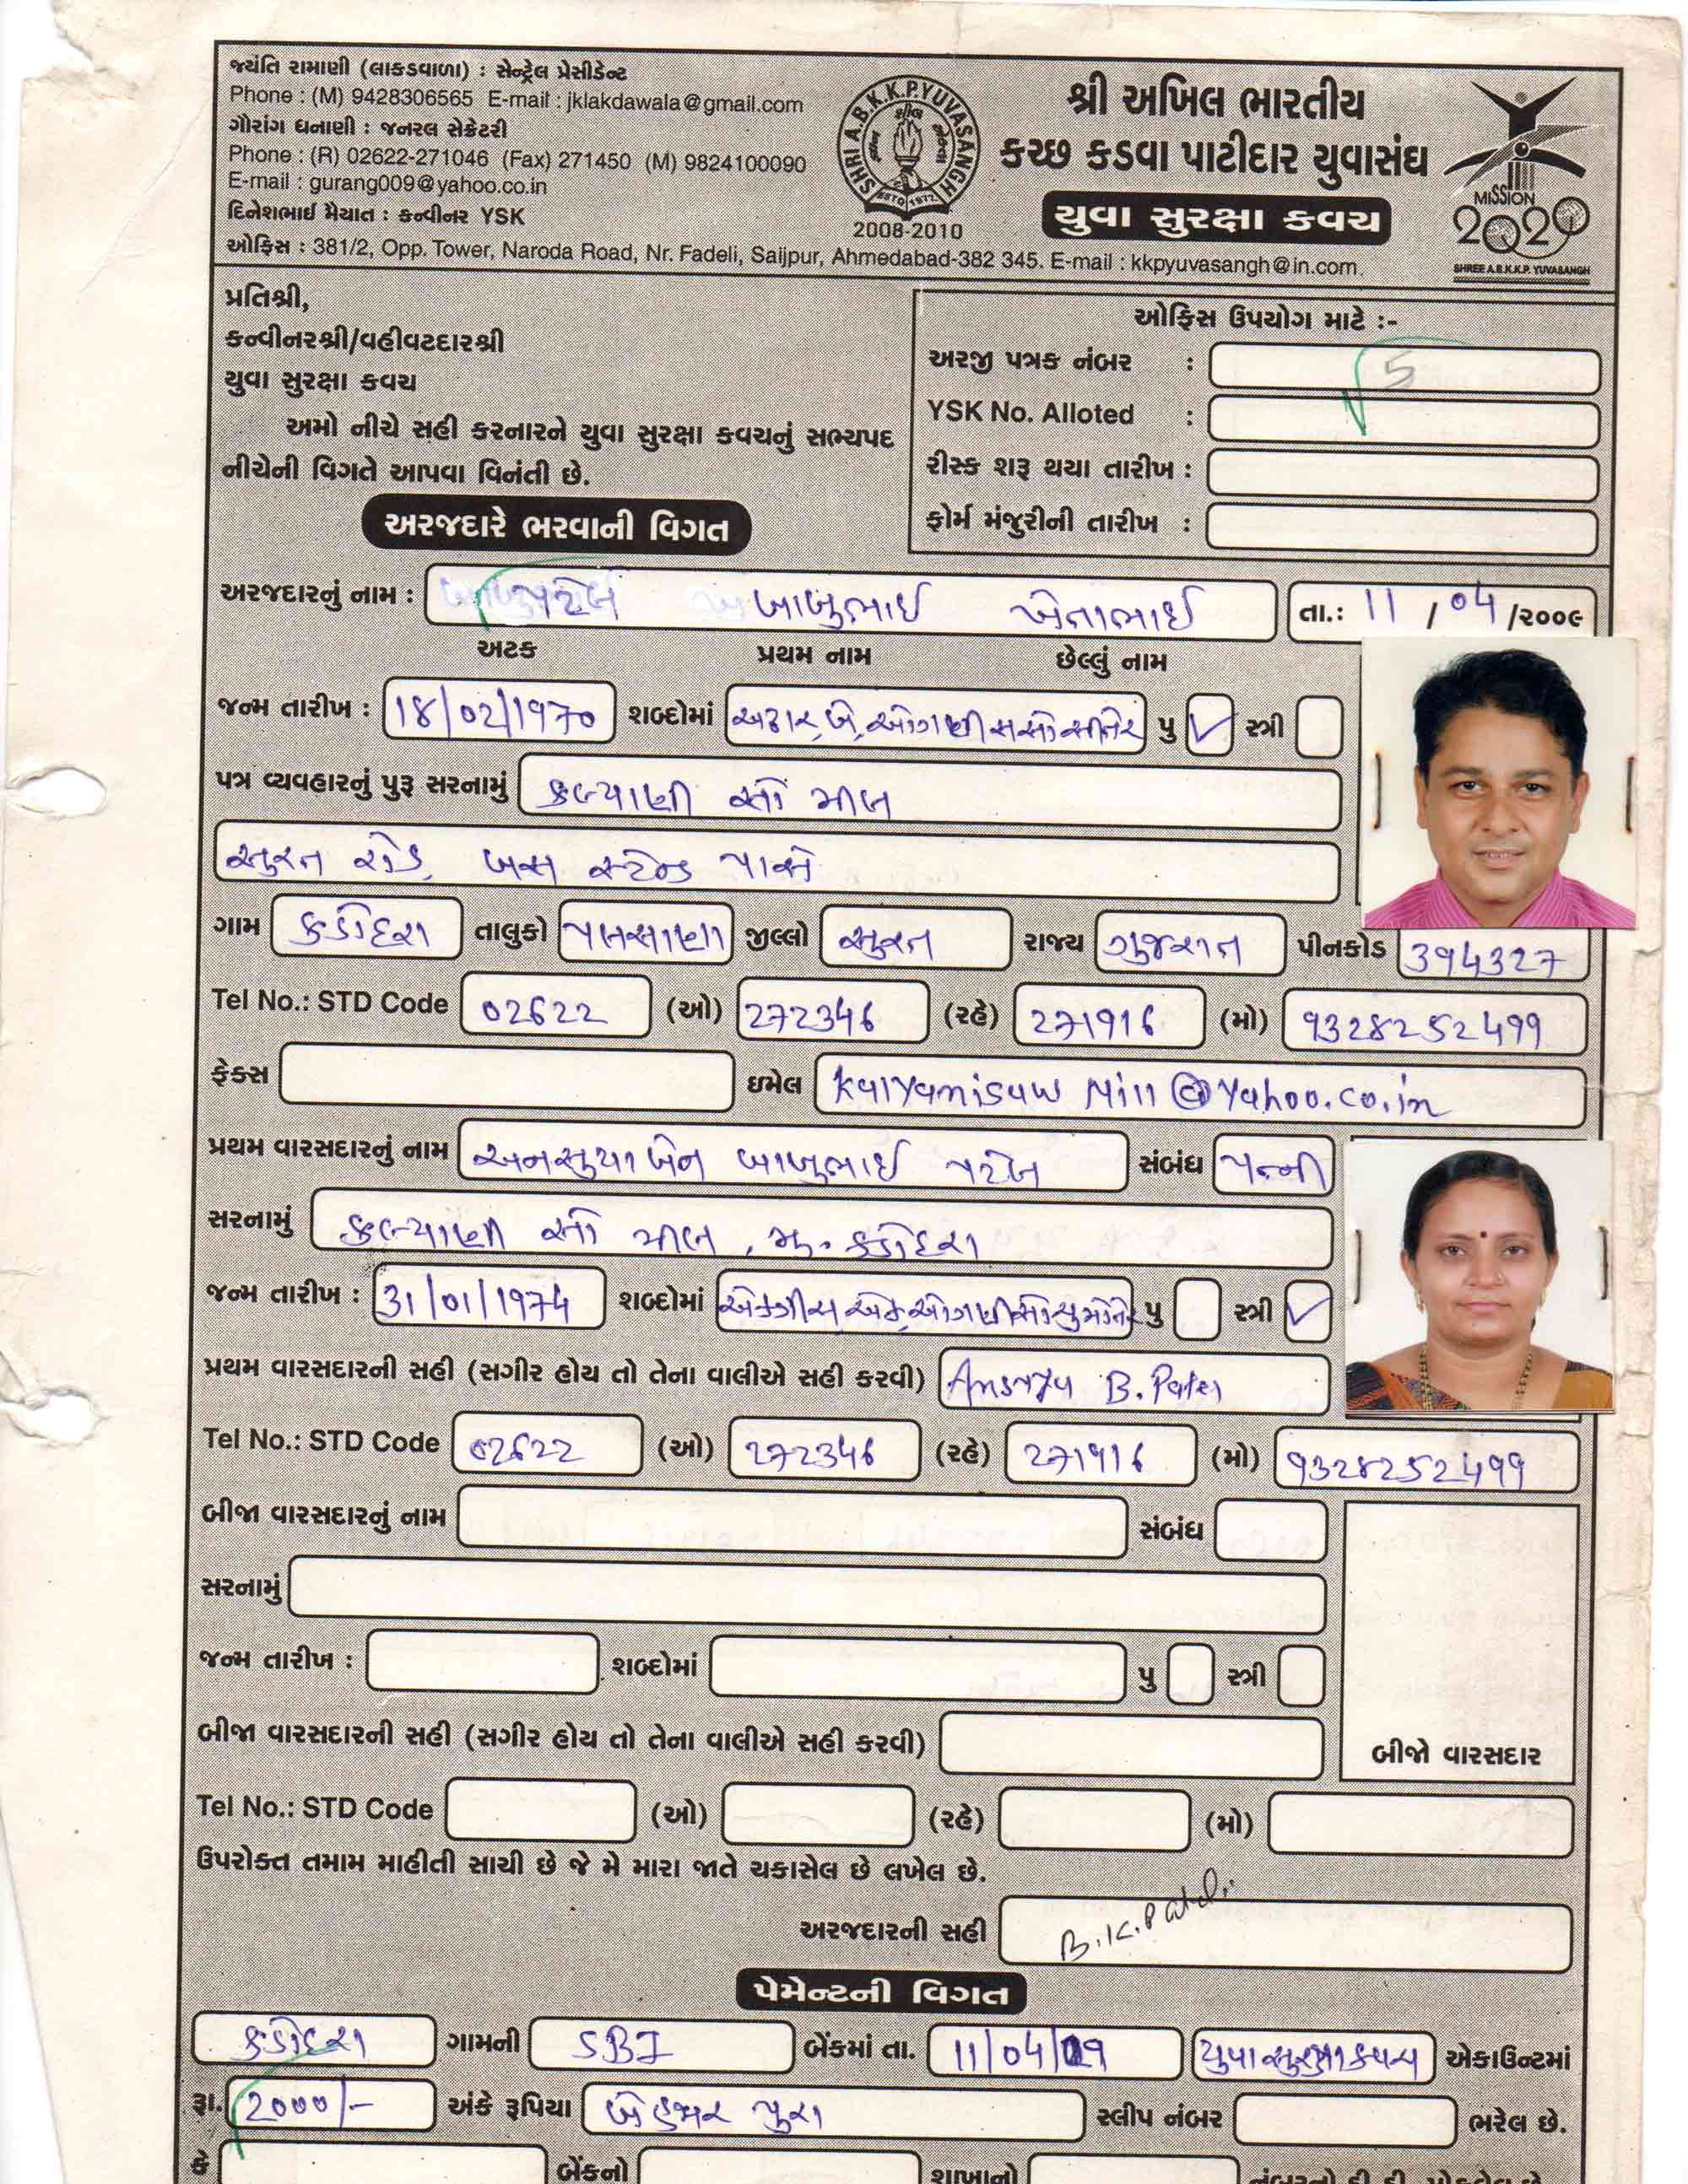 જયંતિ રામાણી (લાકડાવાળા) : સેન્ટ્રેલ પ્રેસીડેન્ટ
Phone : (M) 9428306565 E-mail : jklakdawala@gmail.com
ગૌરાંગ ધનાણી : જનરલ સેક્રેટરી
Phone : (R) 02622-271046 (Fax) 271450 (M) 9824100090
E-mail : gurang009@yahoo.co.in
દિનેશભાઈ મૈયાત : કન્વીનર YSK
ઓફિસ : 381/2, Opp. Tower, Naroda Road, Nr. Fadeli, Saijpur, Ahmedabad-382 345. E-mail : kkpyuvasangh@in.com.
SHRI A.B.K.K.P. YUVASANGH
ESTD 1972
2008-2010
શ્રી અખિલ ભારતીય
કચ્છ કડવા પાટીદાર યુવાસંઘ
યુવા સુરક્ષા કવચ
MISSION
2020
SHREE A.B.K.K.P. YUVASANGH
પ્રતિશ્રી,
કન્વીનરશ્રી/વહીવટદારશ્રી
યુવા સુરક્ષા કવચ
અમો નીચે સહી કરનારને યુવા સુરક્ષા કવચનું સભ્યપદ
નીચેની વિગતે આપવા વિનંતી છે.
ઓફિસ ઉપયોગ માટે :-
અરજી પત્રક નંબર : 5
YSK No. Alloted :
રીસ્ક શરૂ થયા તારીખ :
ફોર્મ મંજુરીની તારીખ :
અરજદારે ભરવાની વિગત
અરજદારનું નામ : પટેલ બાબુભાઈ ખેતાભાઈ તા.: 11 / 04 /૨૦૦૯
અટક પ્રથમ નામ છેલ્લું નામ
જન્મ તારીખ : 18/02/1970 શબ્દોમાં અઢાર, બે, ઓગણીસસો સીતેર પુ ✓ સ્ત્રી
પત્ર વ્યવહારનું પુરૂ સરનામું કલ્યાણી સો મીલ
સુરત રોડ, બસ સ્ટેન્ડ પાસે
ગામ કડોદરા તાલુકો પલસાણા જીલ્લો સુરત રાજ્ય ગુજરાત પીનકોડ 394327
Tel No.: STD Code 02622 (ઓ) 272346 (રહે) 271916 (મો) 9328252499
ફેક્સ ઇમેલ kalyanisaw Mill @ Yahoo.co.in
પ્રથમ વારસદારનું નામ અનસુયાબેન બાબુભાઈ પટેલ સંબંધ પત્ની
સરનામું કલ્યાણી સો મીલ, મુ. કડોદરા
જન્મ તારીખ : 31/01/1974 શબ્દોમાં એકત્રીસ, એક, ઓગણીસોચુમોતેર પુ સ્ત્રી ✓
પ્રથમ વારસદારની સહી (સગીર હોય તો તેના વાલીએ સહી કરવી) Ansuya B. Patel
Tel No.: STD Code 02622 (ઓ) 272346 (રહે) 271916 (મો) 9328252499
બીજા વારસદારનું નામ સંબંધ
સરનામું
જન્મ તારીખ : શબ્દોમાં પુ સ્ત્રી
બીજા વારસદારની સહી (સગીર હોય તો તેના વાલીએ સહી કરવી)
બીજો વારસદાર
Tel No.: STD Code (ઓ) (રહે) (મો)
ઉપરોક્ત તમામ માહીતી સાચી છે જે મે મારા જાતે ચકાસેલ છે લખેલ છે.
અરજદારની સહી B.K.Patel
પેમેન્ટની વિગત
કડોદરા ગામની SBI બેંકમાં તા. 11/04/09 યુવા સુરક્ષા કવચ એકાઉન્ટમાં
રૂા. 2000/- અંકે રૂપિયા બે હજાર પુરા સ્લીપ નંબર ભરેલ છે.
કે બેંકનો શાખાનો